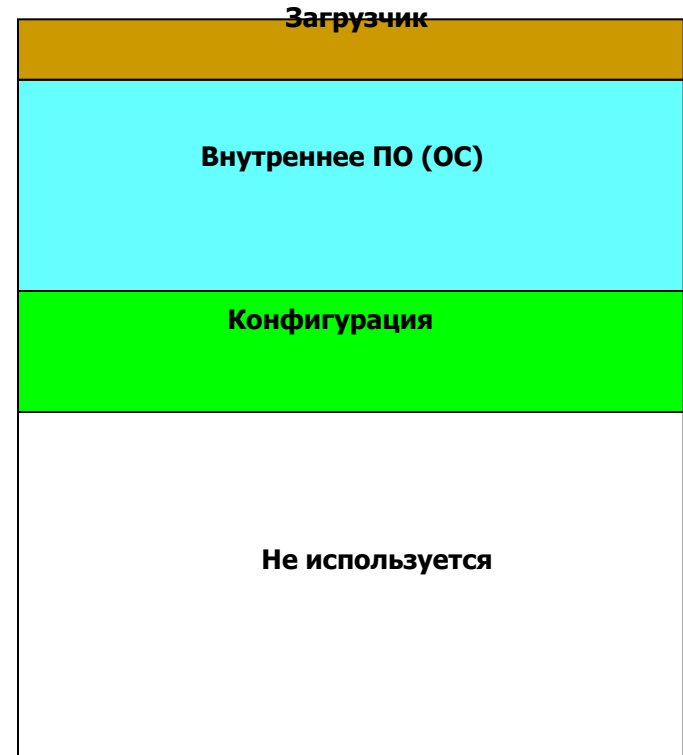 Загрузчик
Внутреннее ПО (ОС)
Конфигурация
Не используется